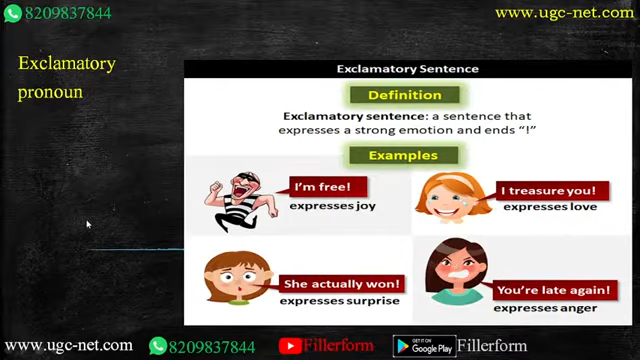 8209837844
www.ugc-net.com
Exclamatory
pronoun
Exclamatory Sentence
Definition
Exclamatory sentence: a sentence that
expresses a strong emotion and ends “!”
Examples
I’m free!
expresses joy
I treasure you!
expresses love
She actually won!
expresses surprise
You’re late again!
expresses anger
www.ugc-net.com
8209837844
Fillerform
GET IT ON
Google Play
Fillerform